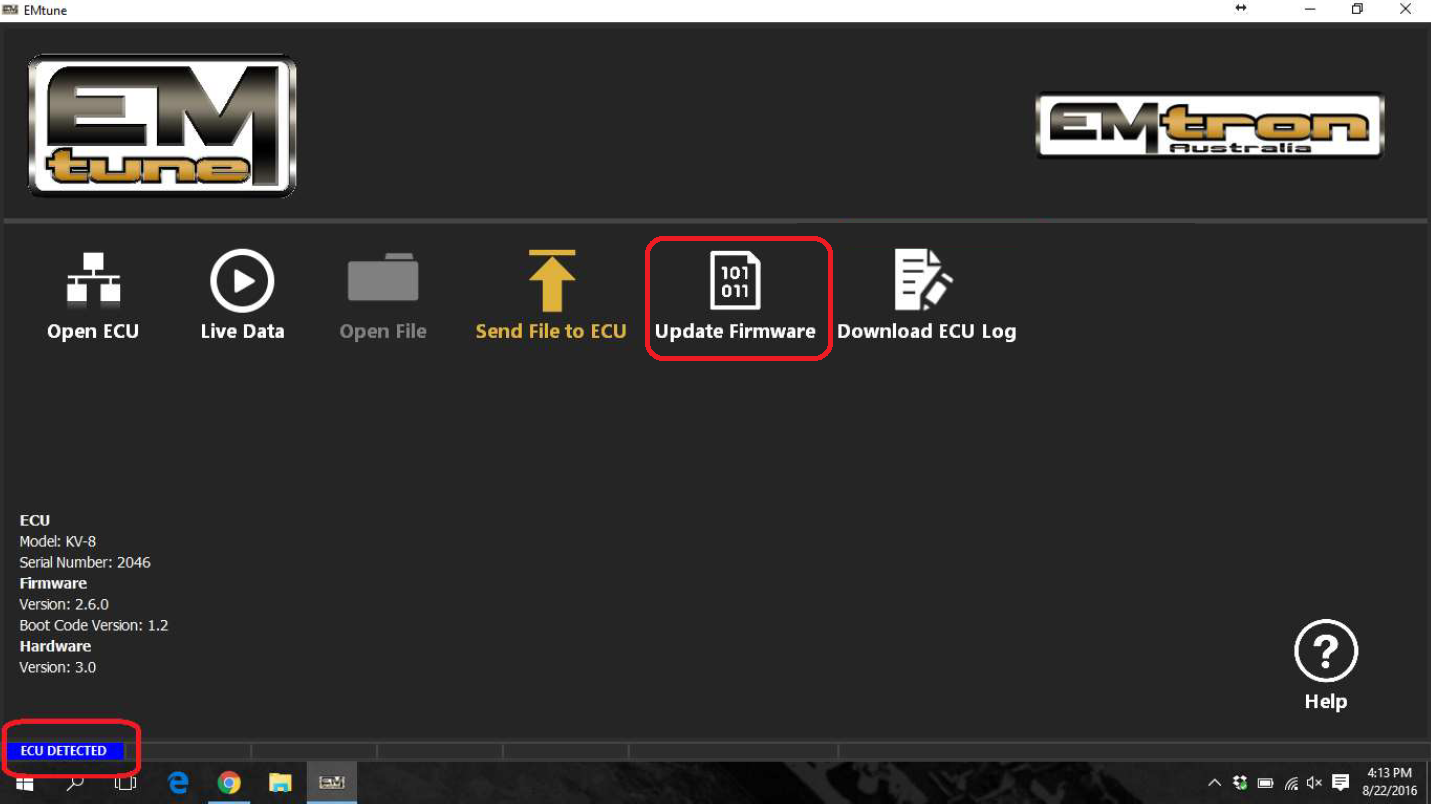 EMtune
EM
tune
EMtron
Australia
101
011
Open ECU
Live Data
Open File
Send File to ECU
Update Firmware
Download ECU Log
ECU
Model: KV-8
Serial Number: 2046
Firmware
Version: 2.6.0
Boot Code Version: 1.2
Hardware
Version: 3.0
?
Help
ECU DETECTED
EM
4:13 PM
8/22/2016